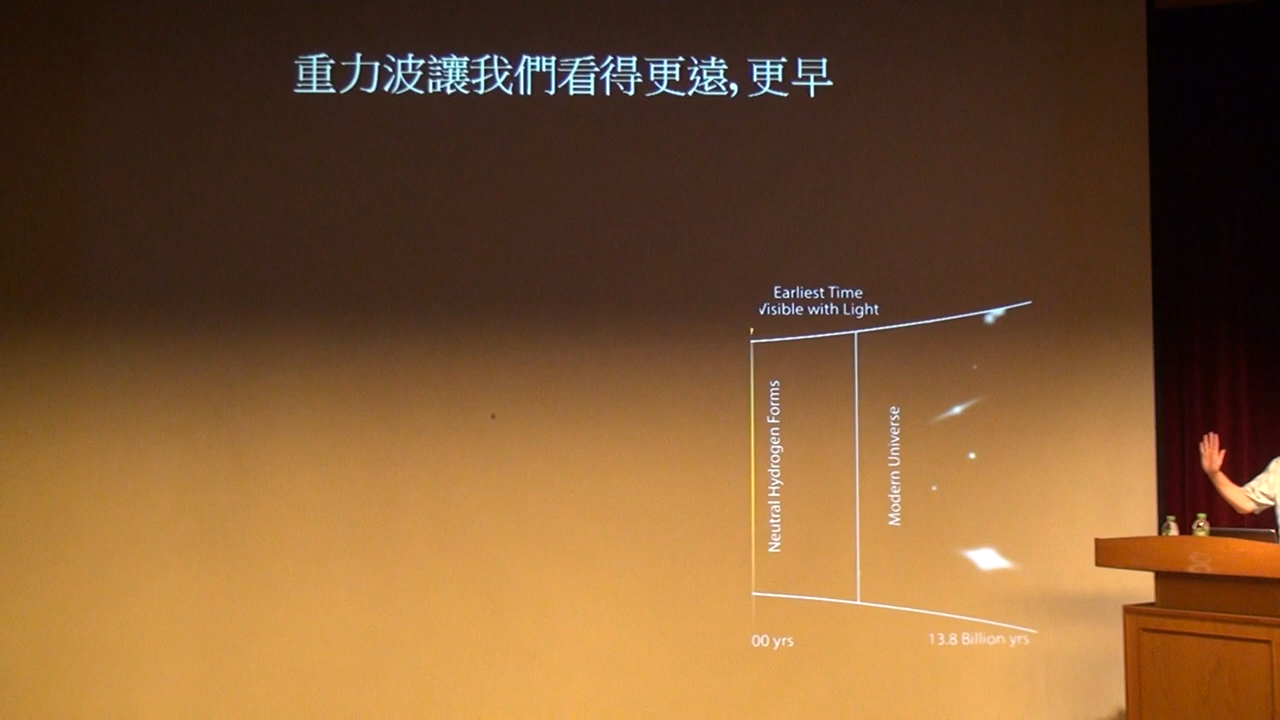 重力波讓我們看得更遠,更早
Earliest Time
Visible with Light
Neutral Hydrogen Forms
Modern Universe
00 yrs
13.8 Billion yrs